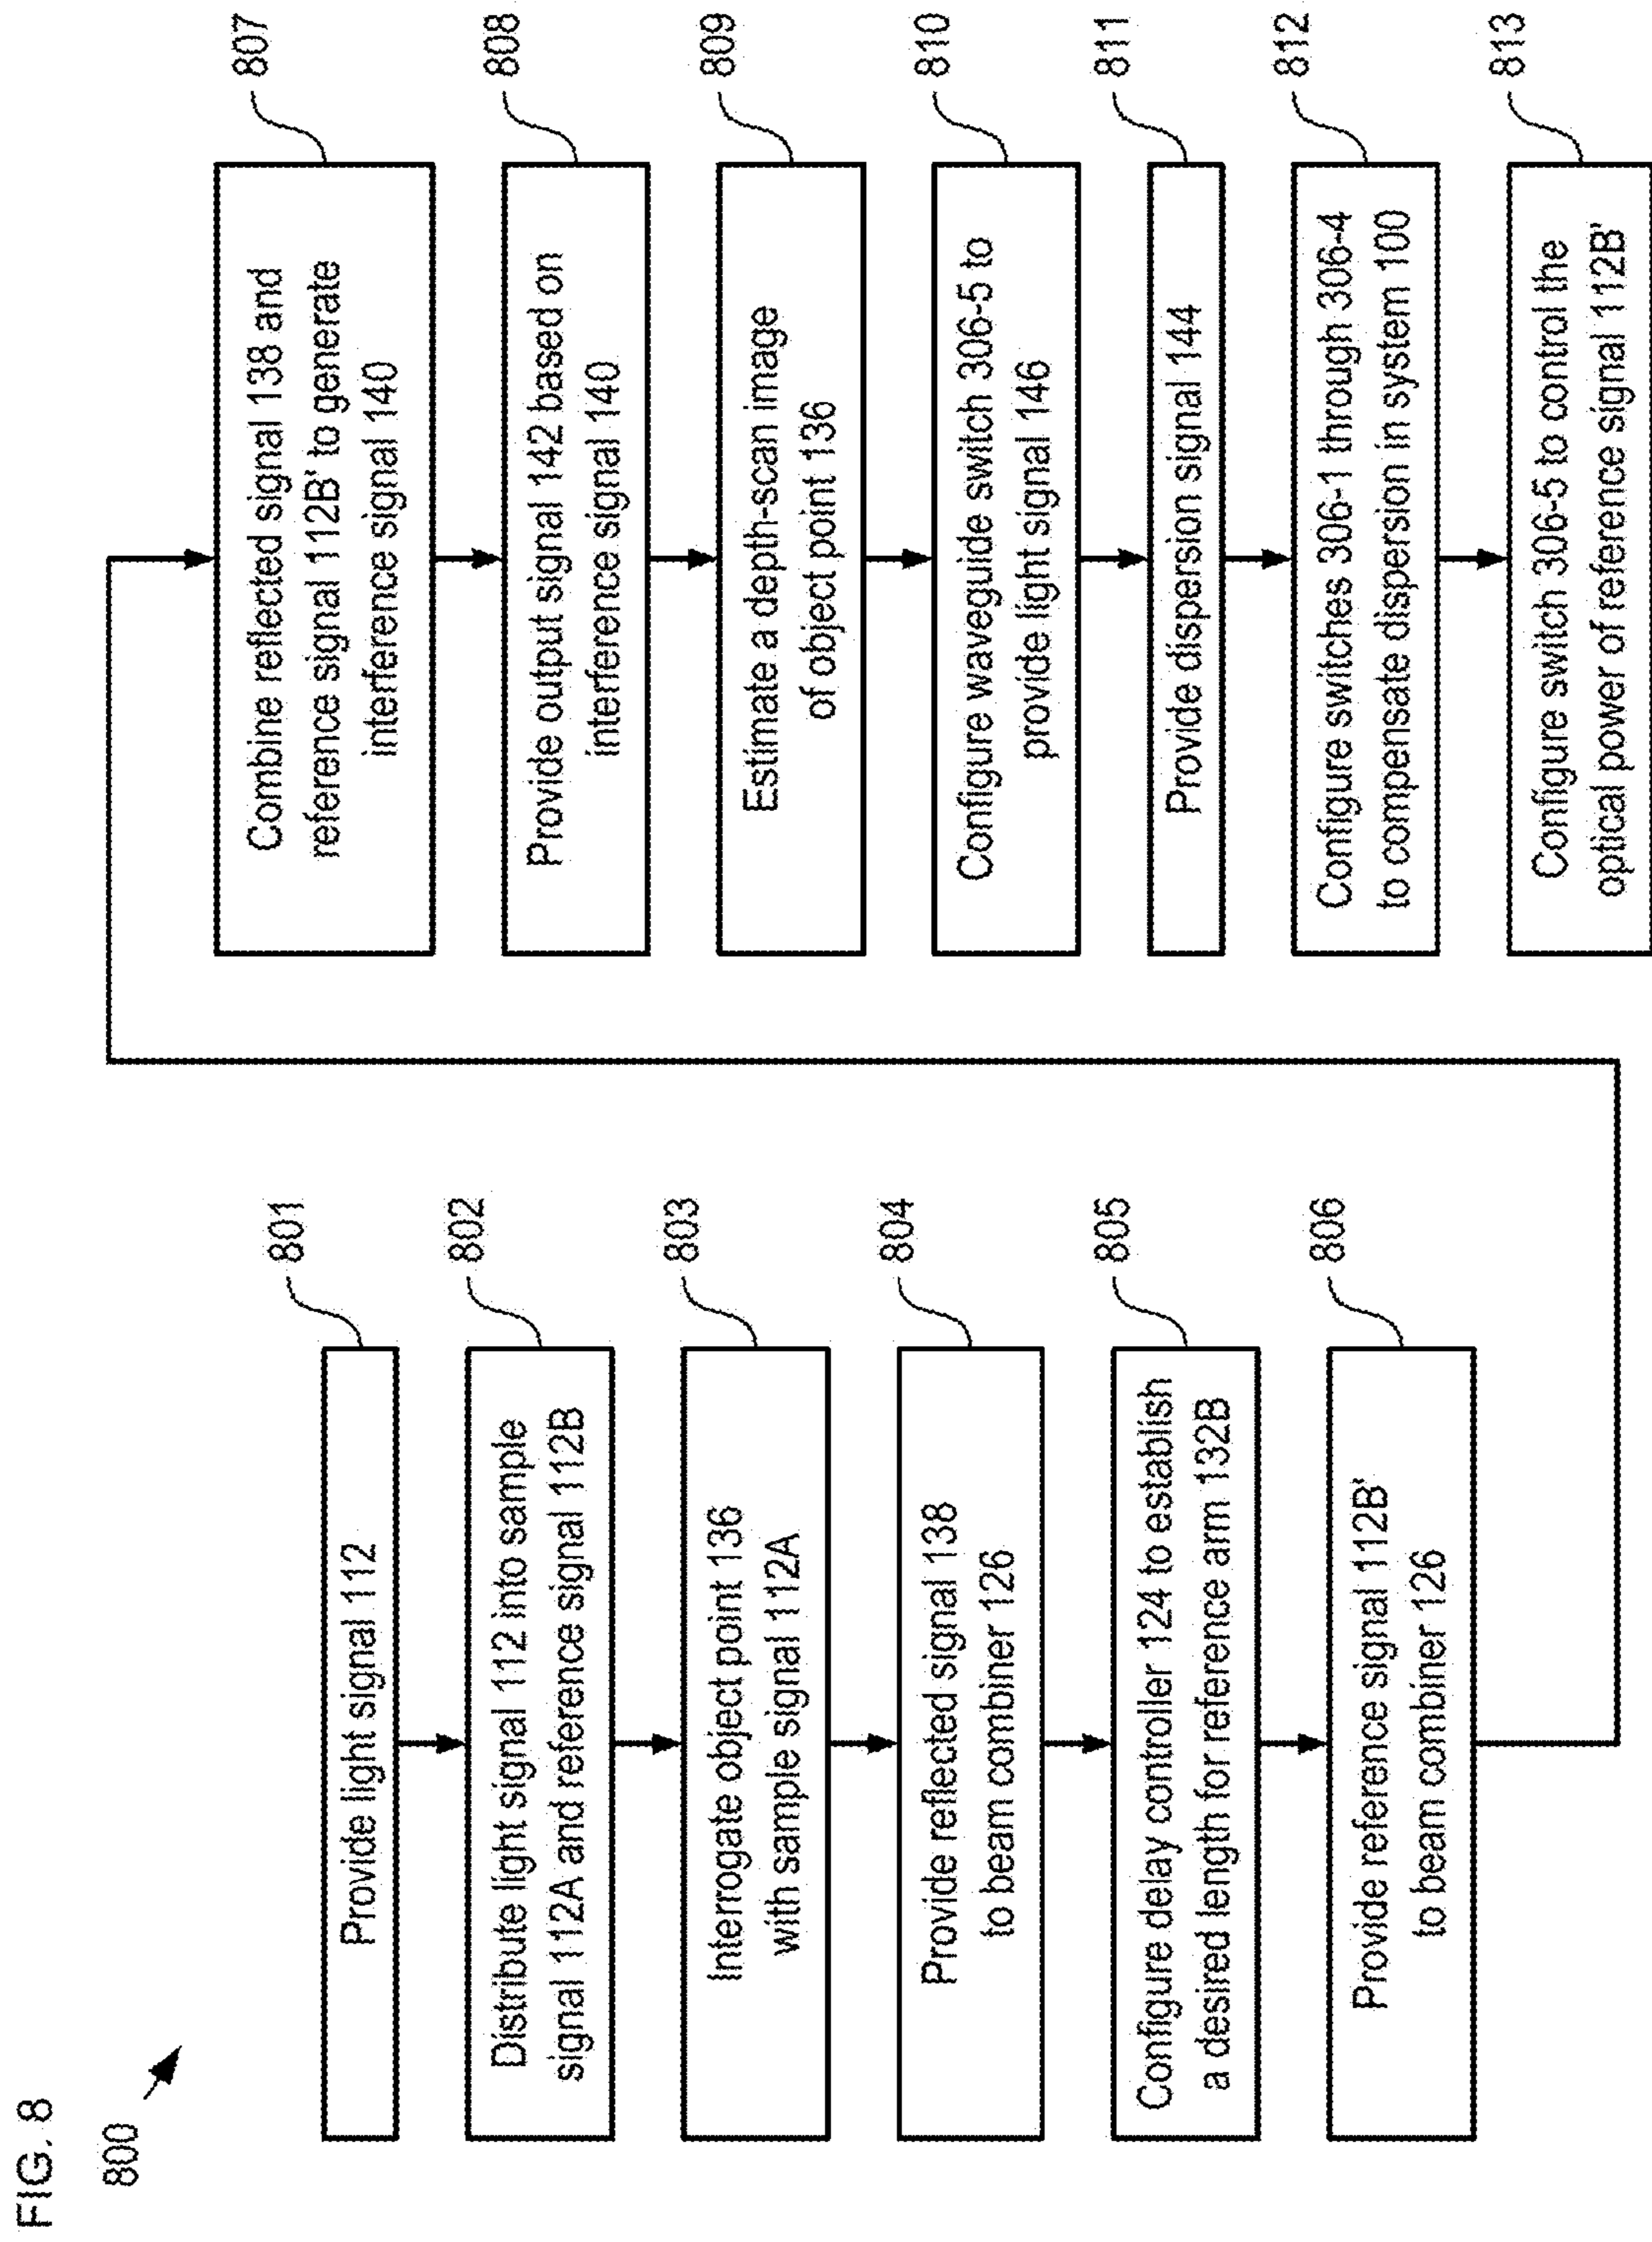 FIG. 8
800
801
Provide light signal 112
802
Distribute light signal 112 into sample
signal 112A and reference signal 112B
803
Interrogate object point 136
with sample signal 112A
804
Provide reflected signal 138
to beam combiner 126
805
Configure delay controller 124 to establish
a desired length for reference arm 132B
806
Provide reference signal 112B'
to beam combiner 126
807
Combine reflected signal 138 and
reference signal 112B' to generate
interference signal 140
808
Provide output signal 142 based on
interference signal 140
809
Estimate a depth-scan image
of object point 136
810
Configure waveguide switch 306-5 to
provide light signal 146
811
Provide dispersion signal 144
812
Configure switches 306-1 through 306-4
to compensate dispersion in system 100
813
Configure switch 306-5 to control the
optical power of reference signal 112B'